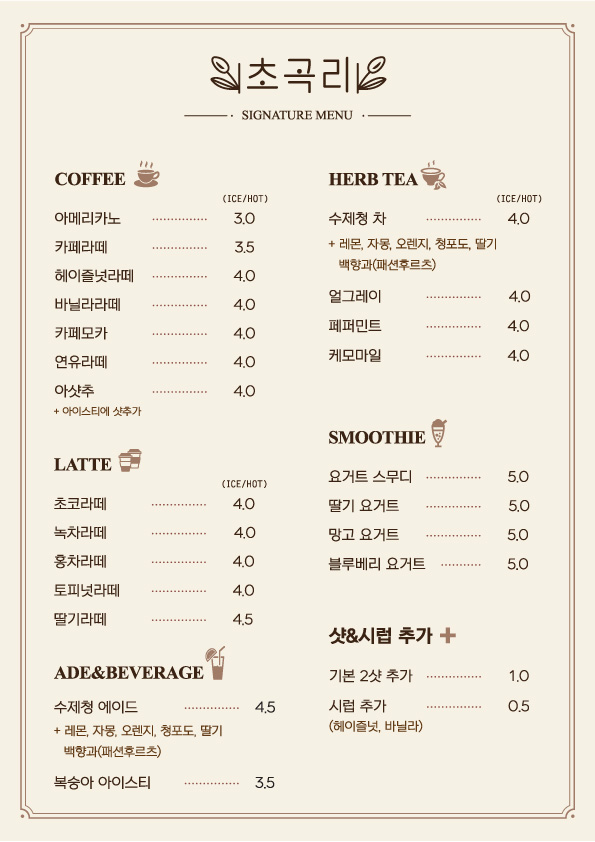 초곡리
SIGNATURE MENU
COFFEE
(ICE/HOT)
아메리카노 3.0
카페라떼 3.5
헤이즐넛라떼 4.0
바닐라라떼 4.0
카페모카 4.0
연유라떼 4.0
아샷추 4.0
+ 아이스티에 샷추가
LATTE
(ICE/HOT)
초코라떼 4.0
녹차라떼 4.0
홍차라떼 4.0
토피넛라떼 4.0
딸기라떼 4.5
ADE&BEVERAGE
수제청 에이드 4.5
+ 레몬, 자몽, 오렌지, 청포도, 딸기
백향과(패션후르츠)
복숭아 아이스티 3.5
HERB TEA
(ICE/HOT)
수제청 차 4.0
+ 레몬, 자몽, 오렌지, 청포도, 딸기
백향과(패션후르츠)
얼그레이 4.0
페퍼민트 4.0
케모마일 4.0
SMOOTHIE
요거트 스무디 5.0
딸기 요거트 5.0
망고 요거트 5.0
블루베리 요거트 5.0
샷&시럽 추가
기본 2샷 추가 1.0
시럽 추가 0.5
(헤이즐넛, 바닐라)